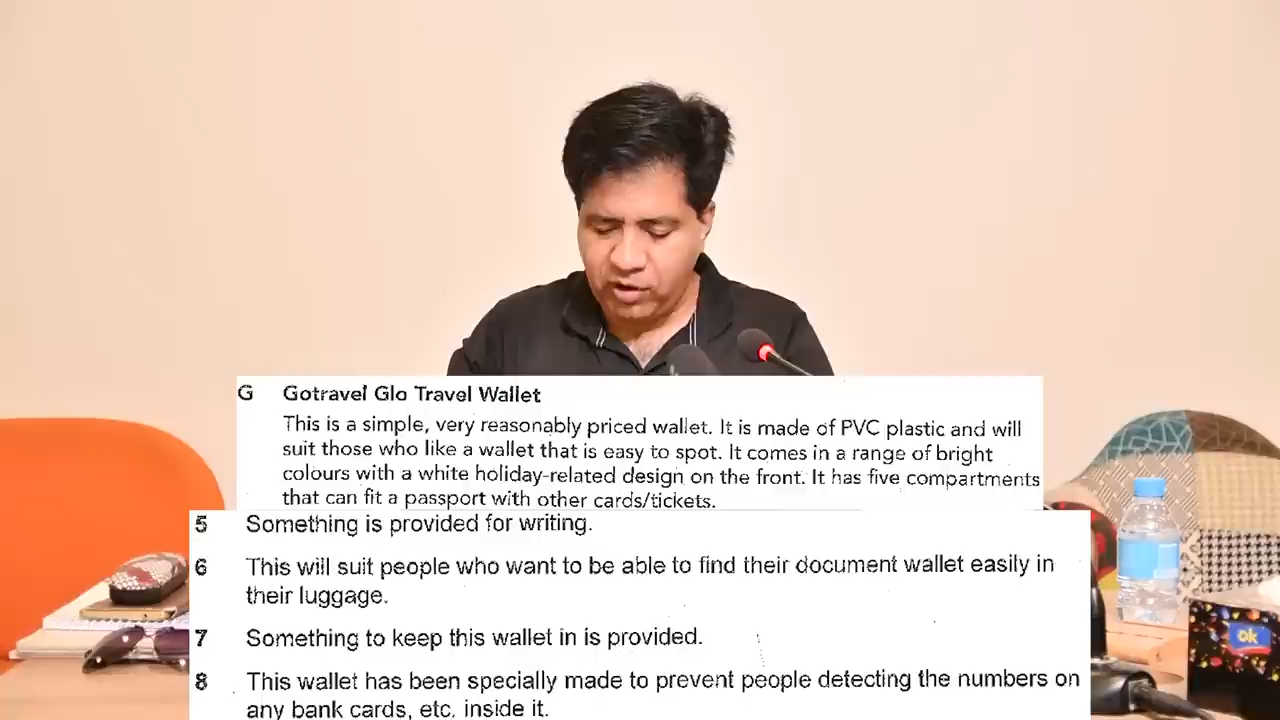 G Gotravel Glo Travel Wallet
This is a simple, very reasonably priced wallet. It is made of PVC plastic and will
suit those who like a wallet that is easy to spot. It comes in a range of bright
colours with a white holiday-related design on the front. It has five compartments
that can fit a passport with other cards/tickets.
5 Something is provided for writing.
6 This will suit people who want to be able to find their document wallet easily in
their luggage.
7 Something to keep this wallet in is provided.
8 This wallet has been specially made to prevent people detecting the numbers on
any bank cards, etc. inside it.
ok